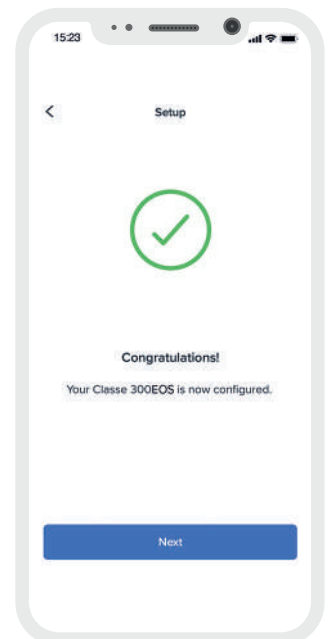 15:23
Setup
Congratulations!
Your Classe 300EOS is now configured.
Next